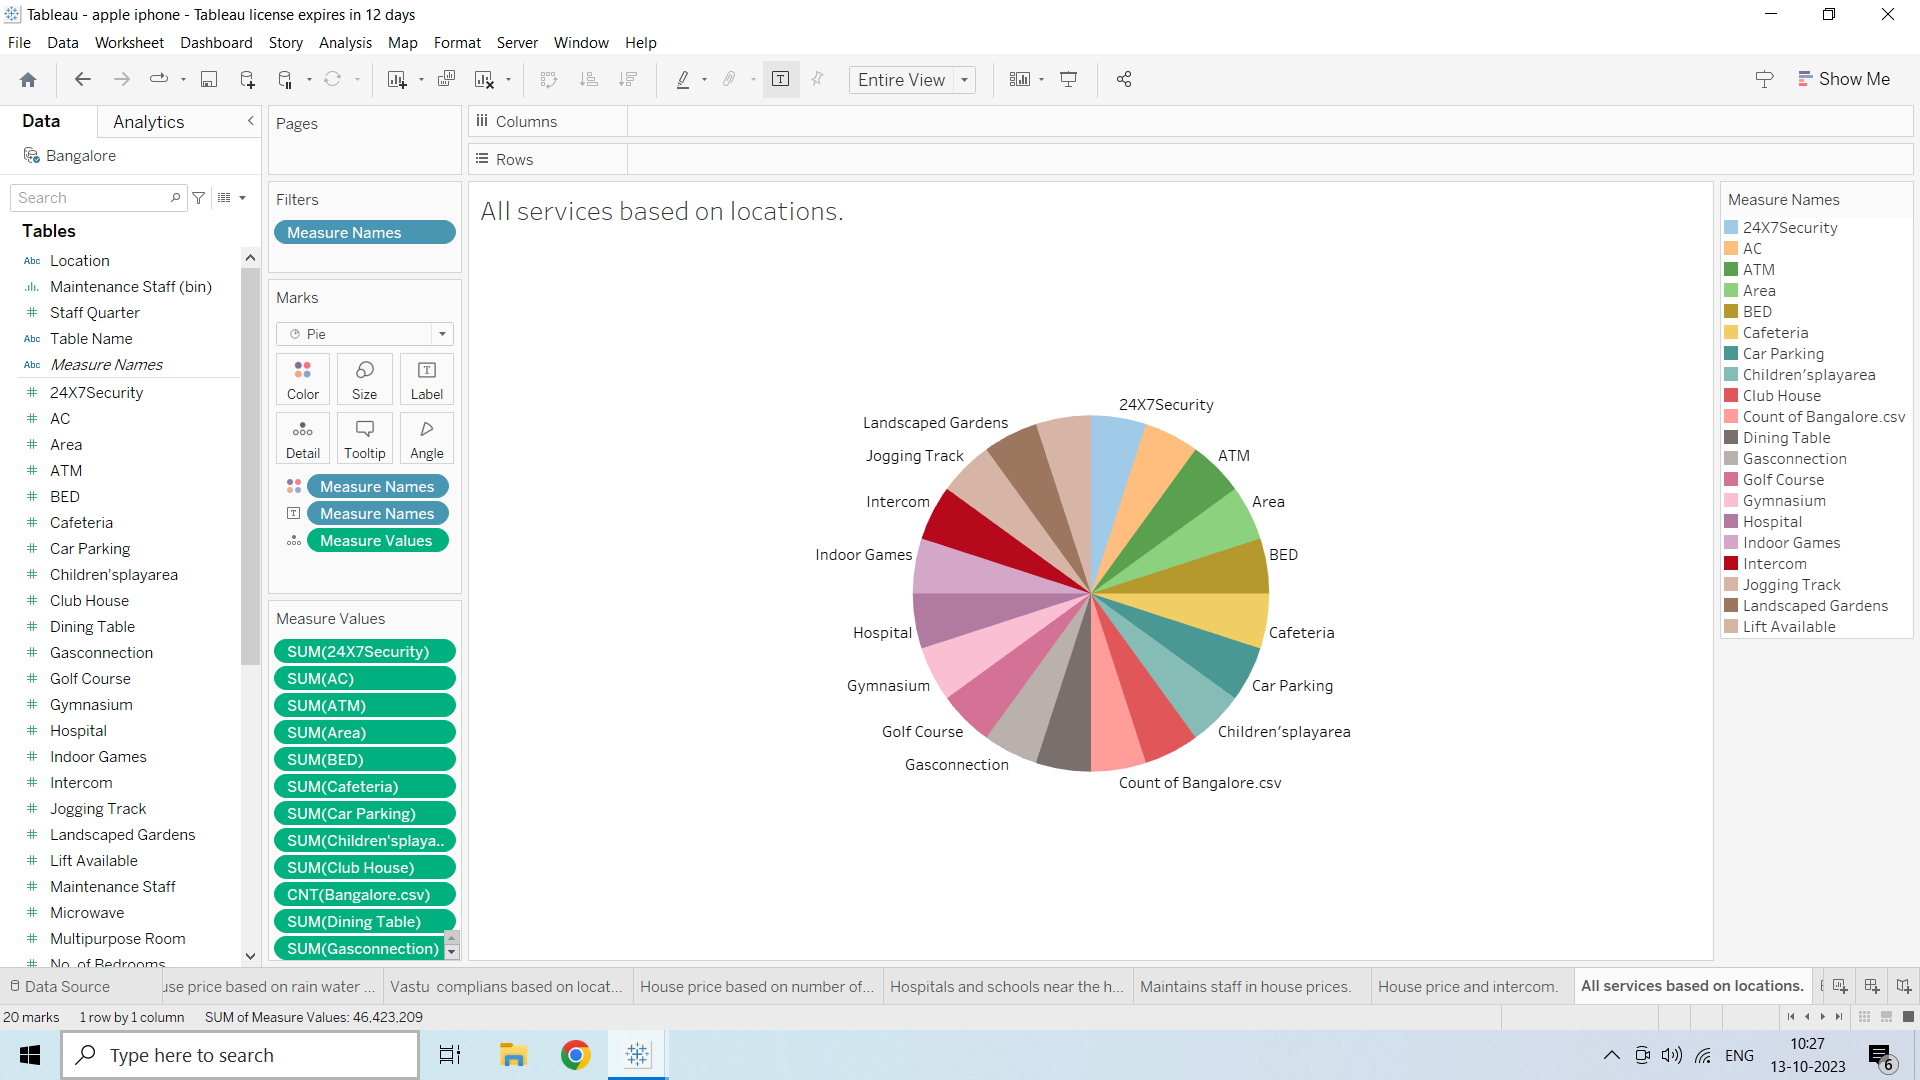 Tableau - apple iphone - Tableau license expires in 12 days
File Data Worksheet Dashboard Story Analysis Map Format Server Window Help
Entire View
Show Me
Data Analytics
Bangalore
Search
Tables
Abc Location
Maintenance Staff (bin)
# Staff Quarter
Abc Table Name
Abc Measure Names
# 24X7Security
# AC
# Area
# ATM
# BED
# Cafeteria
# Car Parking
# Children'splayarea
# Club House
# Dining Table
# Gasconnection
# Golf Course
# Gymnasium
# Hospital
# Indoor Games
# Intercom
# Jogging Track
# Landscaped Gardens
# Lift Available
# Maintenance Staff
# Microwave
# Multipurpose Room
# No. of Bedrooms
Pages
Filters
Measure Names
Marks
Pie
Color Size Label
Detail Tooltip Angle
Measure Names
Measure Names
Measure Values
Measure Values
SUM(24X7Security)
SUM(AC)
SUM(ATM)
SUM(Area)
SUM(BED)
SUM(Cafeteria)
SUM(Car Parking)
SUM(Children'splaya..
SUM(Club House)
CNT(Bangalore.csv)
SUM(Dining Table)
SUM(Gasconnection)
Columns
Rows
All services based on locations.
24X7Security
ATM
Area
BED
Cafeteria
Car Parking
Children'splayarea
Count of Bangalore.csv
Gasconnection
Golf Course
Gymnasium
Hospital
Indoor Games
Intercom
Jogging Track
Landscaped Gardens
Measure Names
24X7Security
AC
ATM
Area
BED
Cafeteria
Car Parking
Children'splayarea
Club House
Count of Bangalore.csv
Dining Table
Gasconnection
Golf Course
Gymnasium
Hospital
Indoor Games
Intercom
Jogging Track
Landscaped Gardens
Lift Available
Data Source
use price based on rain water ...
Vastu complians based on locat...
House price based on number of...
Hospitals and schools near the h...
Maintains staff in house prices.
House price and intercom.
All services based on locations.
20 marks 1 row by 1 column SUM of Measure Values: 46,423,209
Type here to search
ENG
10:27
13-10-2023
6